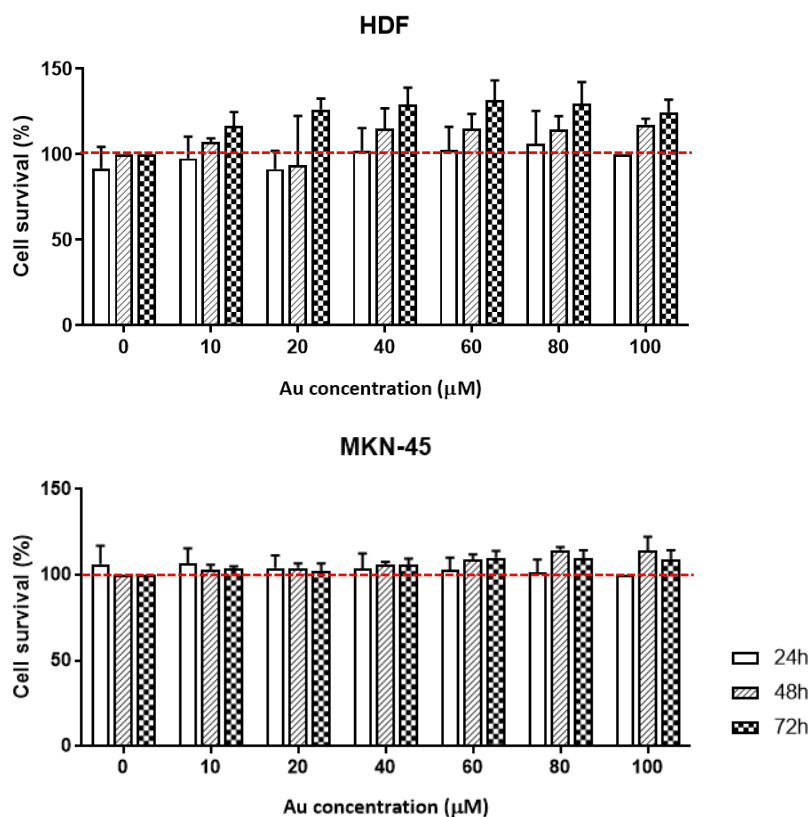 HDF
150
100
50
0
Cell survival (%)
0 10 20 40 60 80 100
Au concentration (μM)
MKN-45
150
100
50
0
Cell survival (%)
0 10 20 40 60 80 100
Au concentration (μM)
24h
48h
72h